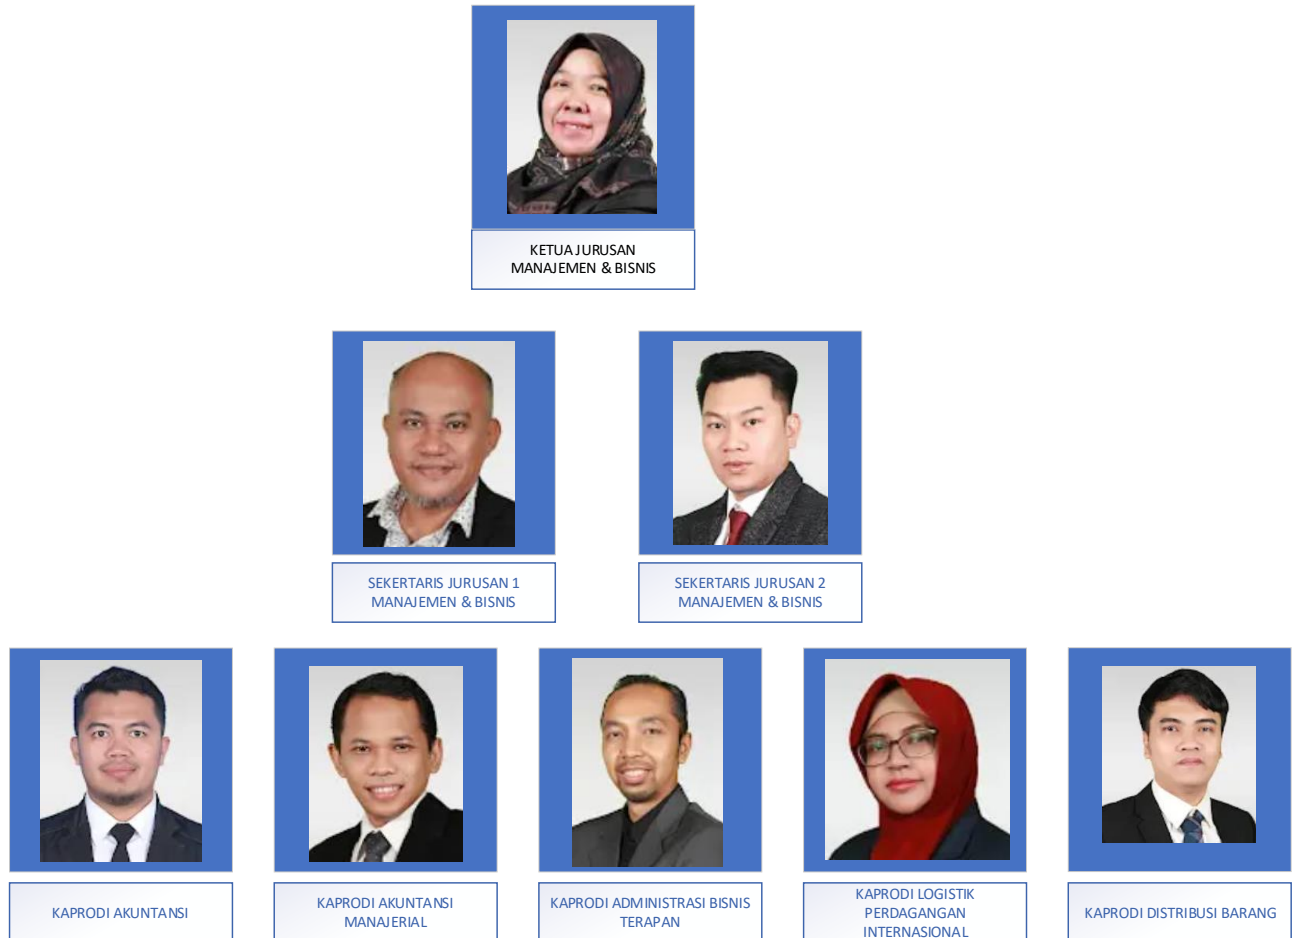 KETUA JURUSAN
MANAJEMEN & BISNIS
SEKERTARIS JURUSAN 1
MANAJEMEN & BISNIS
SEKERTARIS JURUSAN 2
MANAJEMEN & BISNIS
KAPRODI AKUNTANSI
KAPRODI AKUNTANSI
MANAJERIAL
KAPRODI ADMINISTRASI BISNIS
TERAPAN
KAPRODI LOGISTIK
PERDAGANGAN
INTERNASIONAL
KAPRODI DISTRIBUSI BARANG